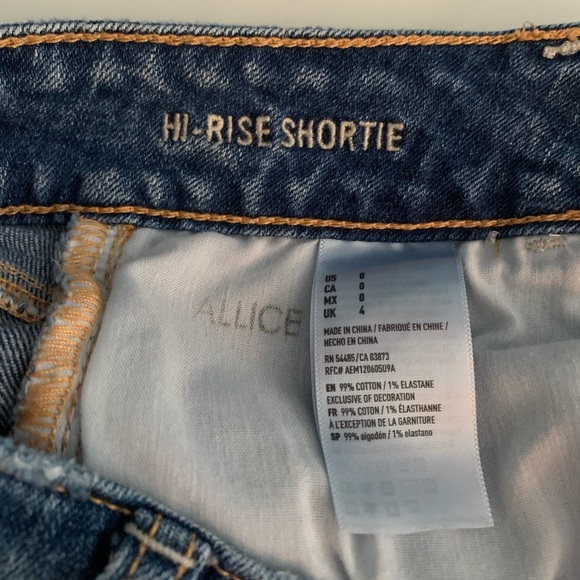 HI-RISE SHORTIE
ALLICE
US 0
CA 0
MX 0
UK 4
MADE IN CHINA / FABRIQUÉ EN CHINE /
HECHO EN CHINA
RN 54485/CA 03873
RFC# AEM120605U9A
EN 99% COTTON / 1% ELASTANE
EXCLUSIVE OF DECORATION
FR 99% COTON / 1% ÉLASTHANNE
À L'EXCEPTION DE LA GARNITURE
SP 99% algodón / 1% elastano